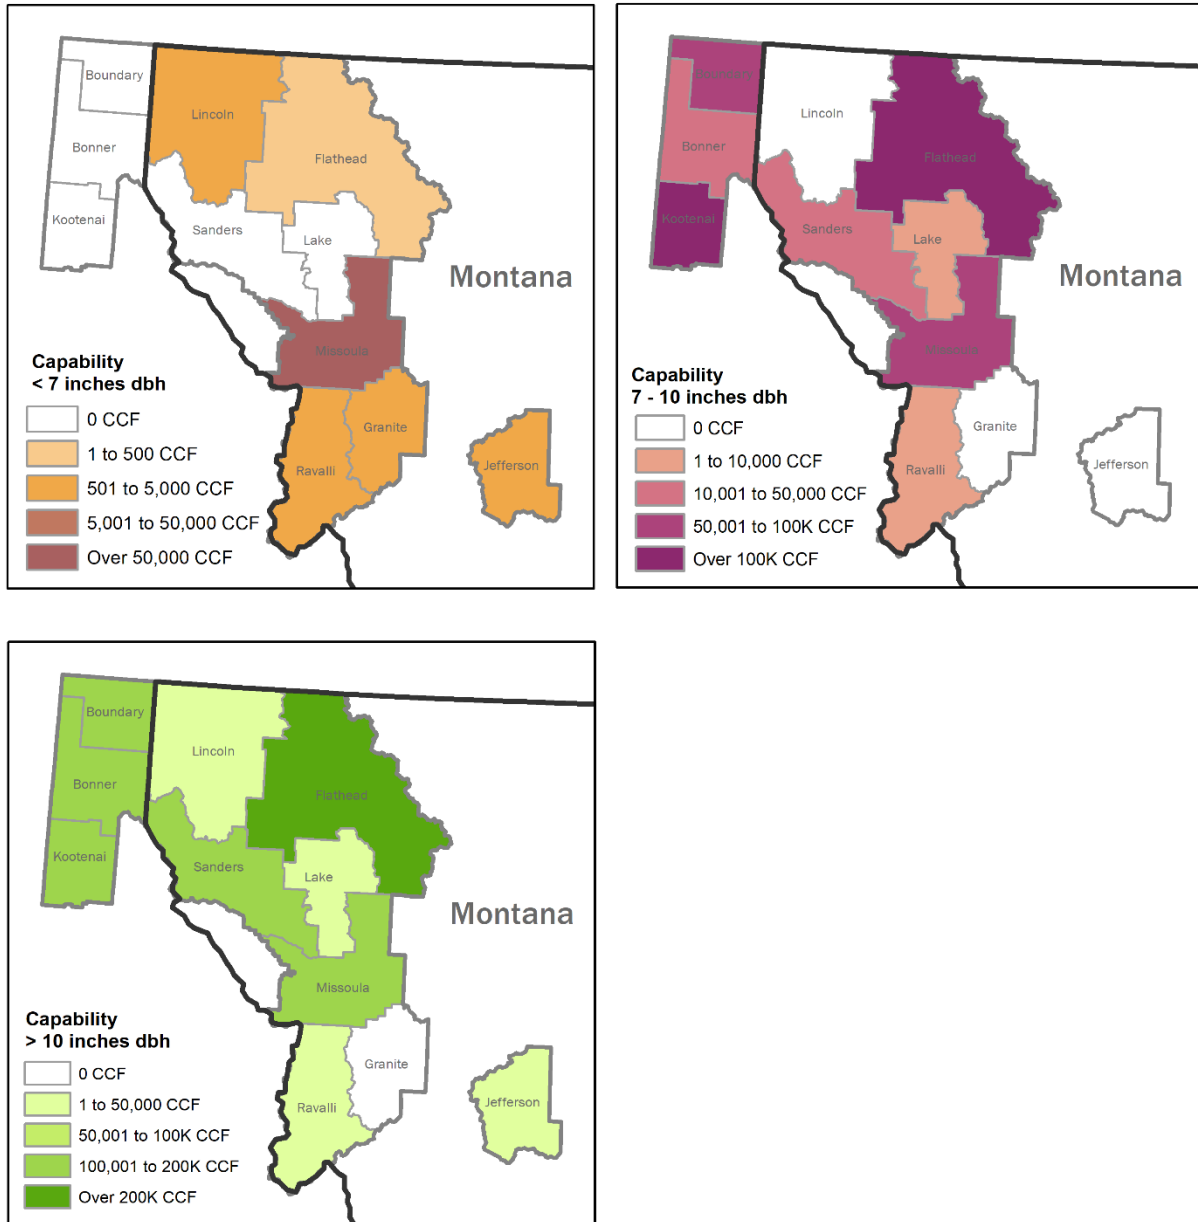 Boundary
Lincoln
Bonner
Flathead
Kootenai
Sanders
Lake
Montana
Missoula
Capability
< 7 inches dbh
0 CCF
1 to 500 CCF
501 to 5,000 CCF
5,001 to 50,000 CCF
Over 50,000 CCF
Granite
Ravalli
Jefferson
Boundary
Lincoln
Bonner
Flathead
Kootenai
Sanders
Lake
Montana
Missoula
Capability
7 - 10 inches dbh
0 CCF
1 to 10,000 CCF
10,001 to 50,000 CCF
50,001 to 100K CCF
Over 100K CCF
Granite
Ravalli
Jefferson
Boundary
Lincoln
Bonner
Flathead
Kootenai
Sanders
Lake
Montana
Missoula
Capability
> 10 inches dbh
0 CCF
1 to 50,000 CCF
50,001 to 100K CCF
100,001 to 200K CCF
Over 200K CCF
Granite
Ravalli
Jefferson